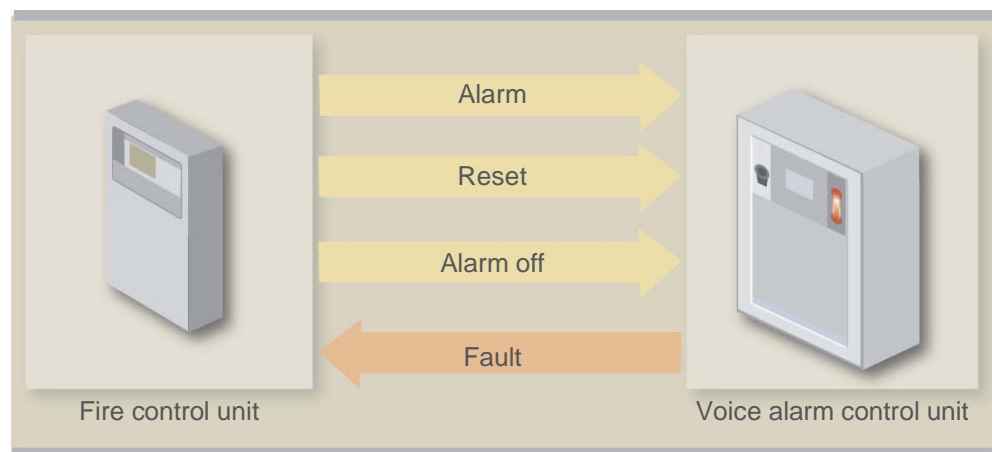 Alarm
Reset
Alarm off
Fault
Fire control unit
Voice alarm control unit